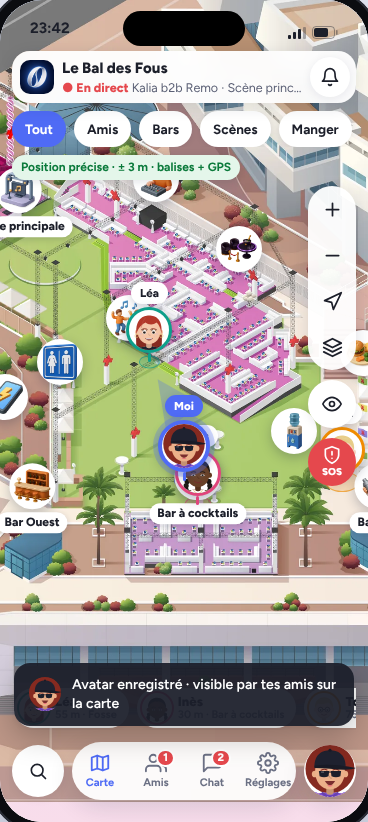 23:42
Le Bal des Fous
En direct Kalia b2b Remo · Scène princ...
Tout
Amis
Bars
Scènes
Manger
Position précise · ± 3 m · balises + GPS
e principale
Léa
Moi
SOS
Bar à cocktails
Bar Ouest
Ba
Avatar enregistré · visible par tes amis sur
la carte
Inès
Carte
1
Amis
2
Chat
Réglages